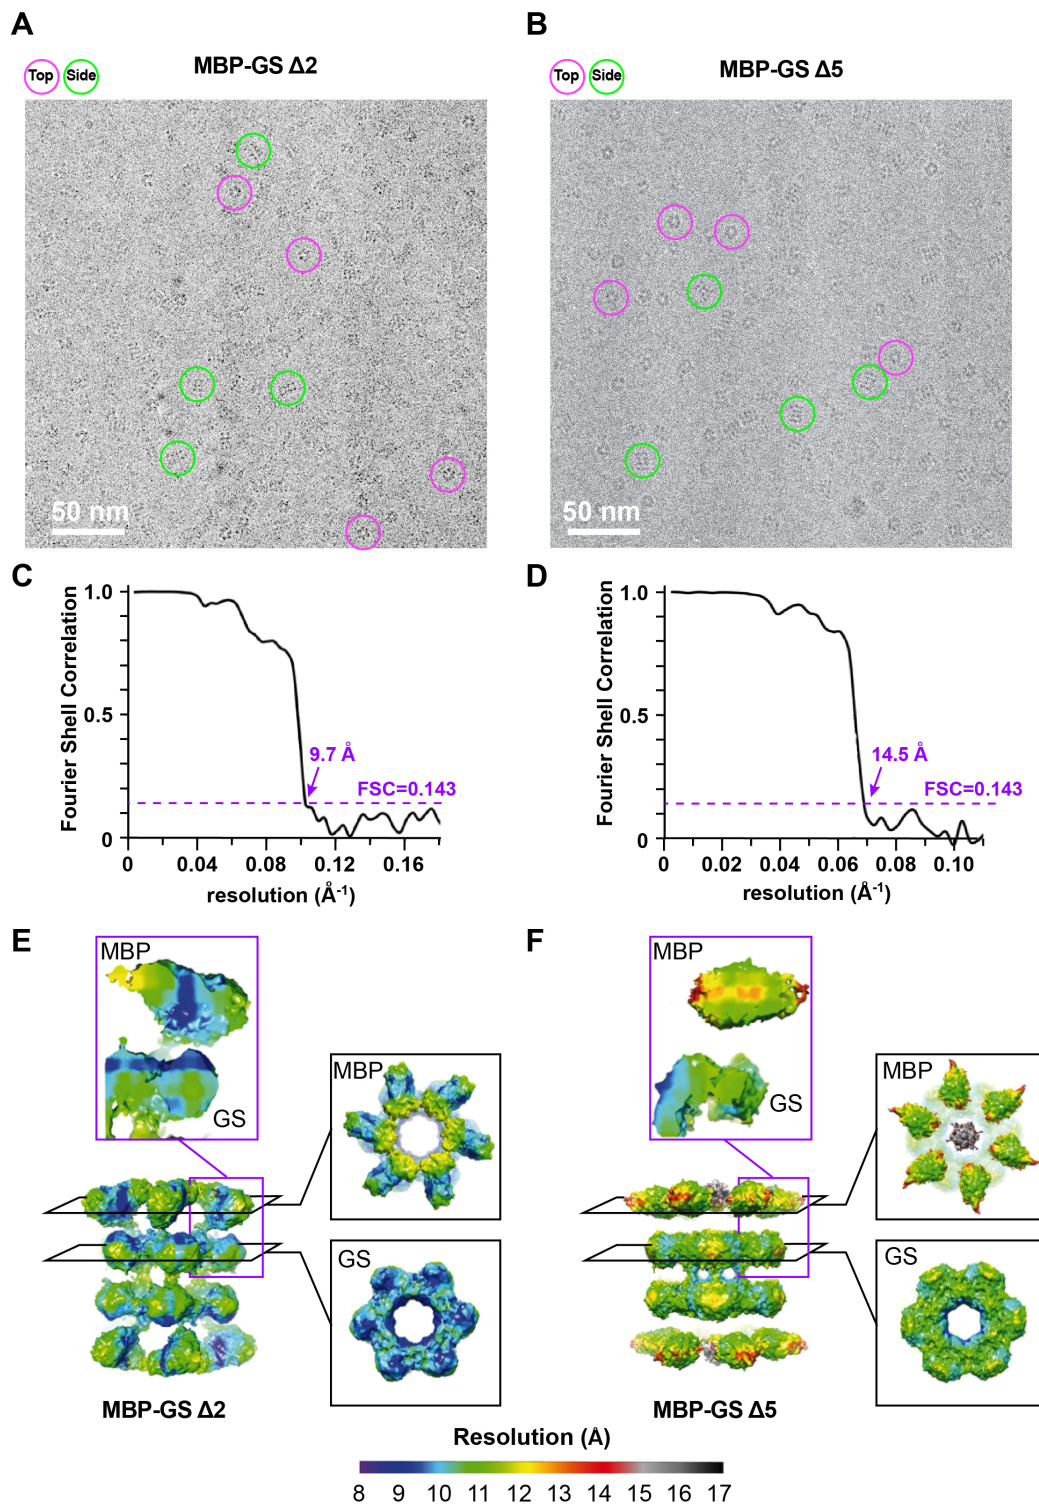 A
MBP-GS Δ2
Top
Side
50 nm
B
MBP-GS Δ5
Top
Side
50 nm
C
Fourier Shell Correlation
1.0
0.5
0
9.7 Å
FSC=0.143
0
0.04
0.08
0.12
0.16
resolution (Å⁻¹)
D
Fourier Shell Correlation
1.0
0.5
0
14.5 Å
FSC=0.143
0
0.02
0.04
0.06
0.08
0.10
resolution (Å⁻¹)
E
MBP
GS
MBP
GS
MBP-GS Δ2
F
MBP
GS
MBP
GS
MBP-GS Δ5
Resolution (Å)
8 9 10 11 12 13 14 15 16 17